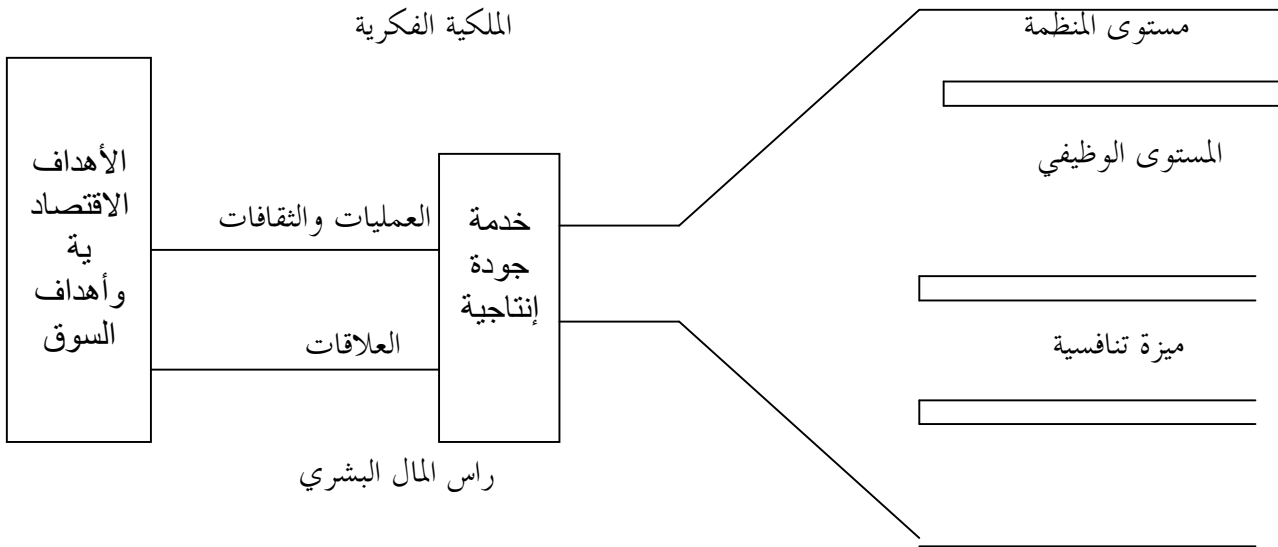 الملكية الفكرية
مستوى المنظمة
المستوى الوظيفي
ميزة تنافسية
خدمة
جودة
إنتاجية
العمليات والثقافات
العلاقات
راس المال البشري
الأهداف
الاقتصاد
ية
وأهداف
السوق